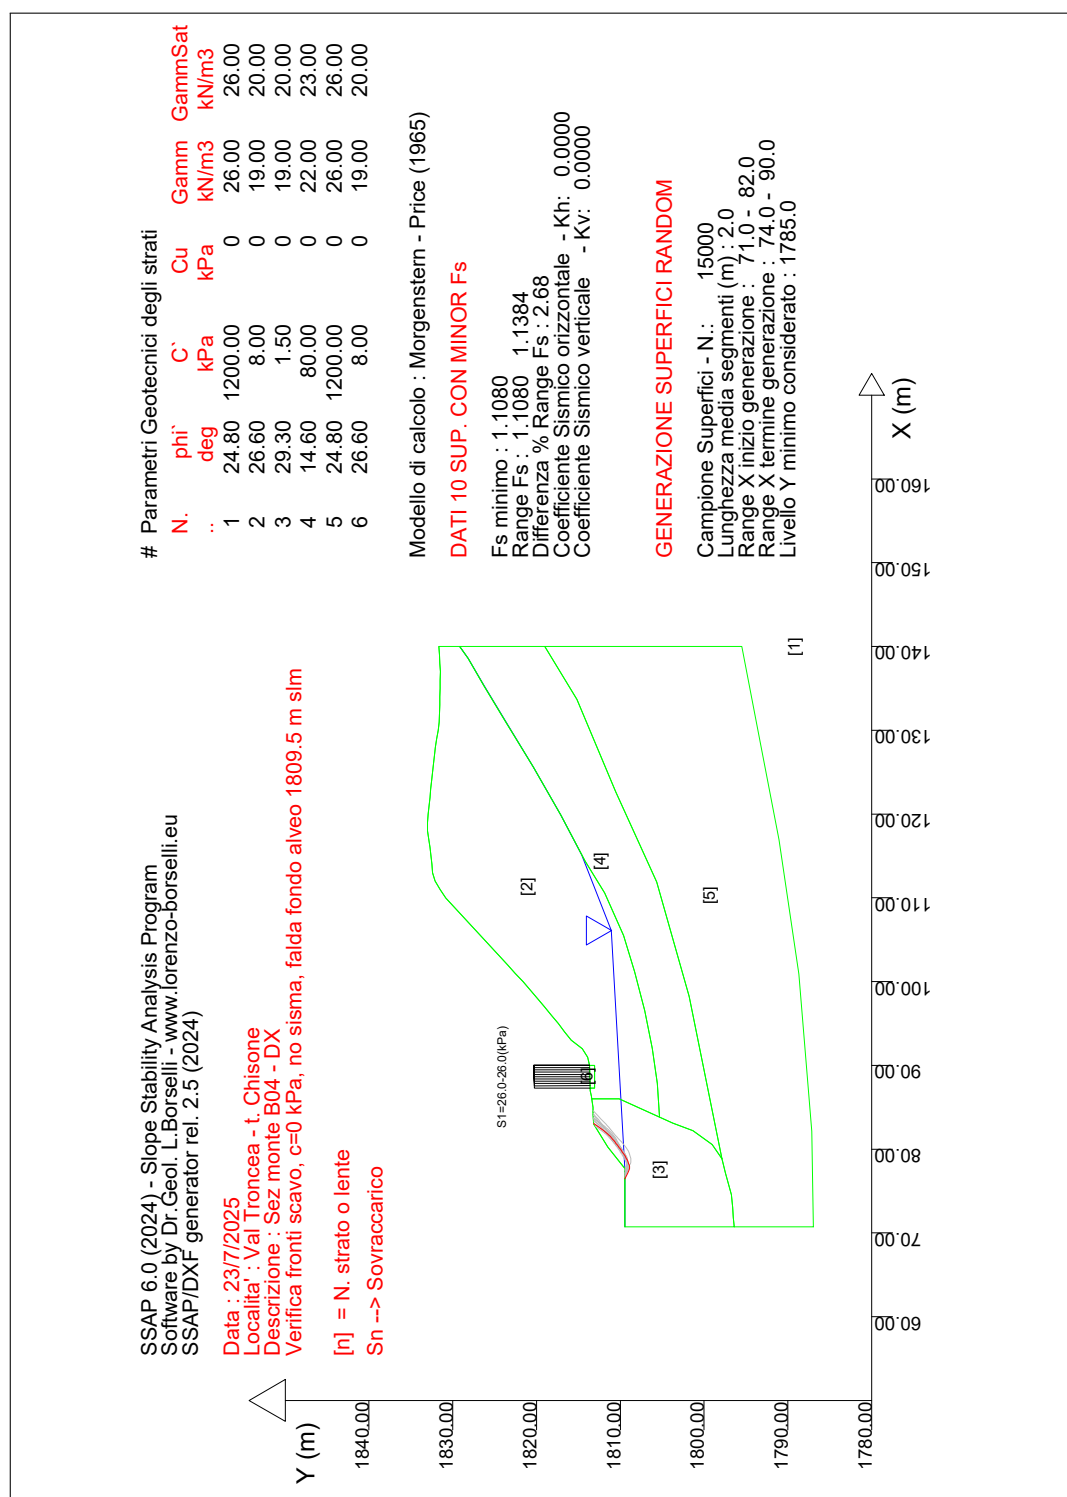 SSAP 6.0 (2024) - Slope Stability Analysis Program
Software by Dr.Geol. L.Borselli - www.lorenzo-borselli.eu
SSAP/DXF generator rel. 2.5 (2024)
Data : 23/7/2025
Localita' : Val Troncea - t. Chisone
Descrizione : Sez monte B04 - DX
Verifica fronti scavo, c=0 kPa, no sisma, falda fondo alveo 1809.5 m slm
[n] = N. strato o lente
Sn --> Sovraccarico
# Parametri Geotecnici degli strati
N. phi` C` Cu Gamm GammSat
.. deg kPa kPa kN/m3 kN/m3
1 24.80 1200.00 0 26.00 26.00
2 26.60 8.00 0 19.00 20.00
3 29.30 1.50 0 19.00 20.00
4 14.60 80.00 0 22.00 23.00
5 24.80 1200.00 0 26.00 26.00
6 26.60 8.00 0 19.00 20.00
Modello di calcolo : Morgenstern - Price (1965)
DATI 10 SUP. CON MINOR Fs
Fs minimo : 1.1080
Range Fs : 1.1080 1.1384
Differenza % Range Fs : 2.68
Coefficiente Sismico orizzontale - Kh: 0.0000
Coefficiente Sismico verticale - Kv: 0.0000
GENERAZIONE SUPERFICI RANDOM
Campione Superfici - N.: 15000
Lunghezza media segmenti (m) : 2.0
Range X inizio generazione : 71.0 - 82.0
Range X termine generazione : 74.0 - 90.0
Livello Y minimo considerato : 1785.0
S1=26.0-26.0(kPa)
[6]
[2]
[4]
[3]
[5]
[1]
Y (m)
1840.00
1830.00
1820.00
1810.00
1800.00
1790.00
1780.00
60.00
70.00
80.00
90.00
100.00
110.00
120.00
130.00
140.00
150.00
160.00
X (m)